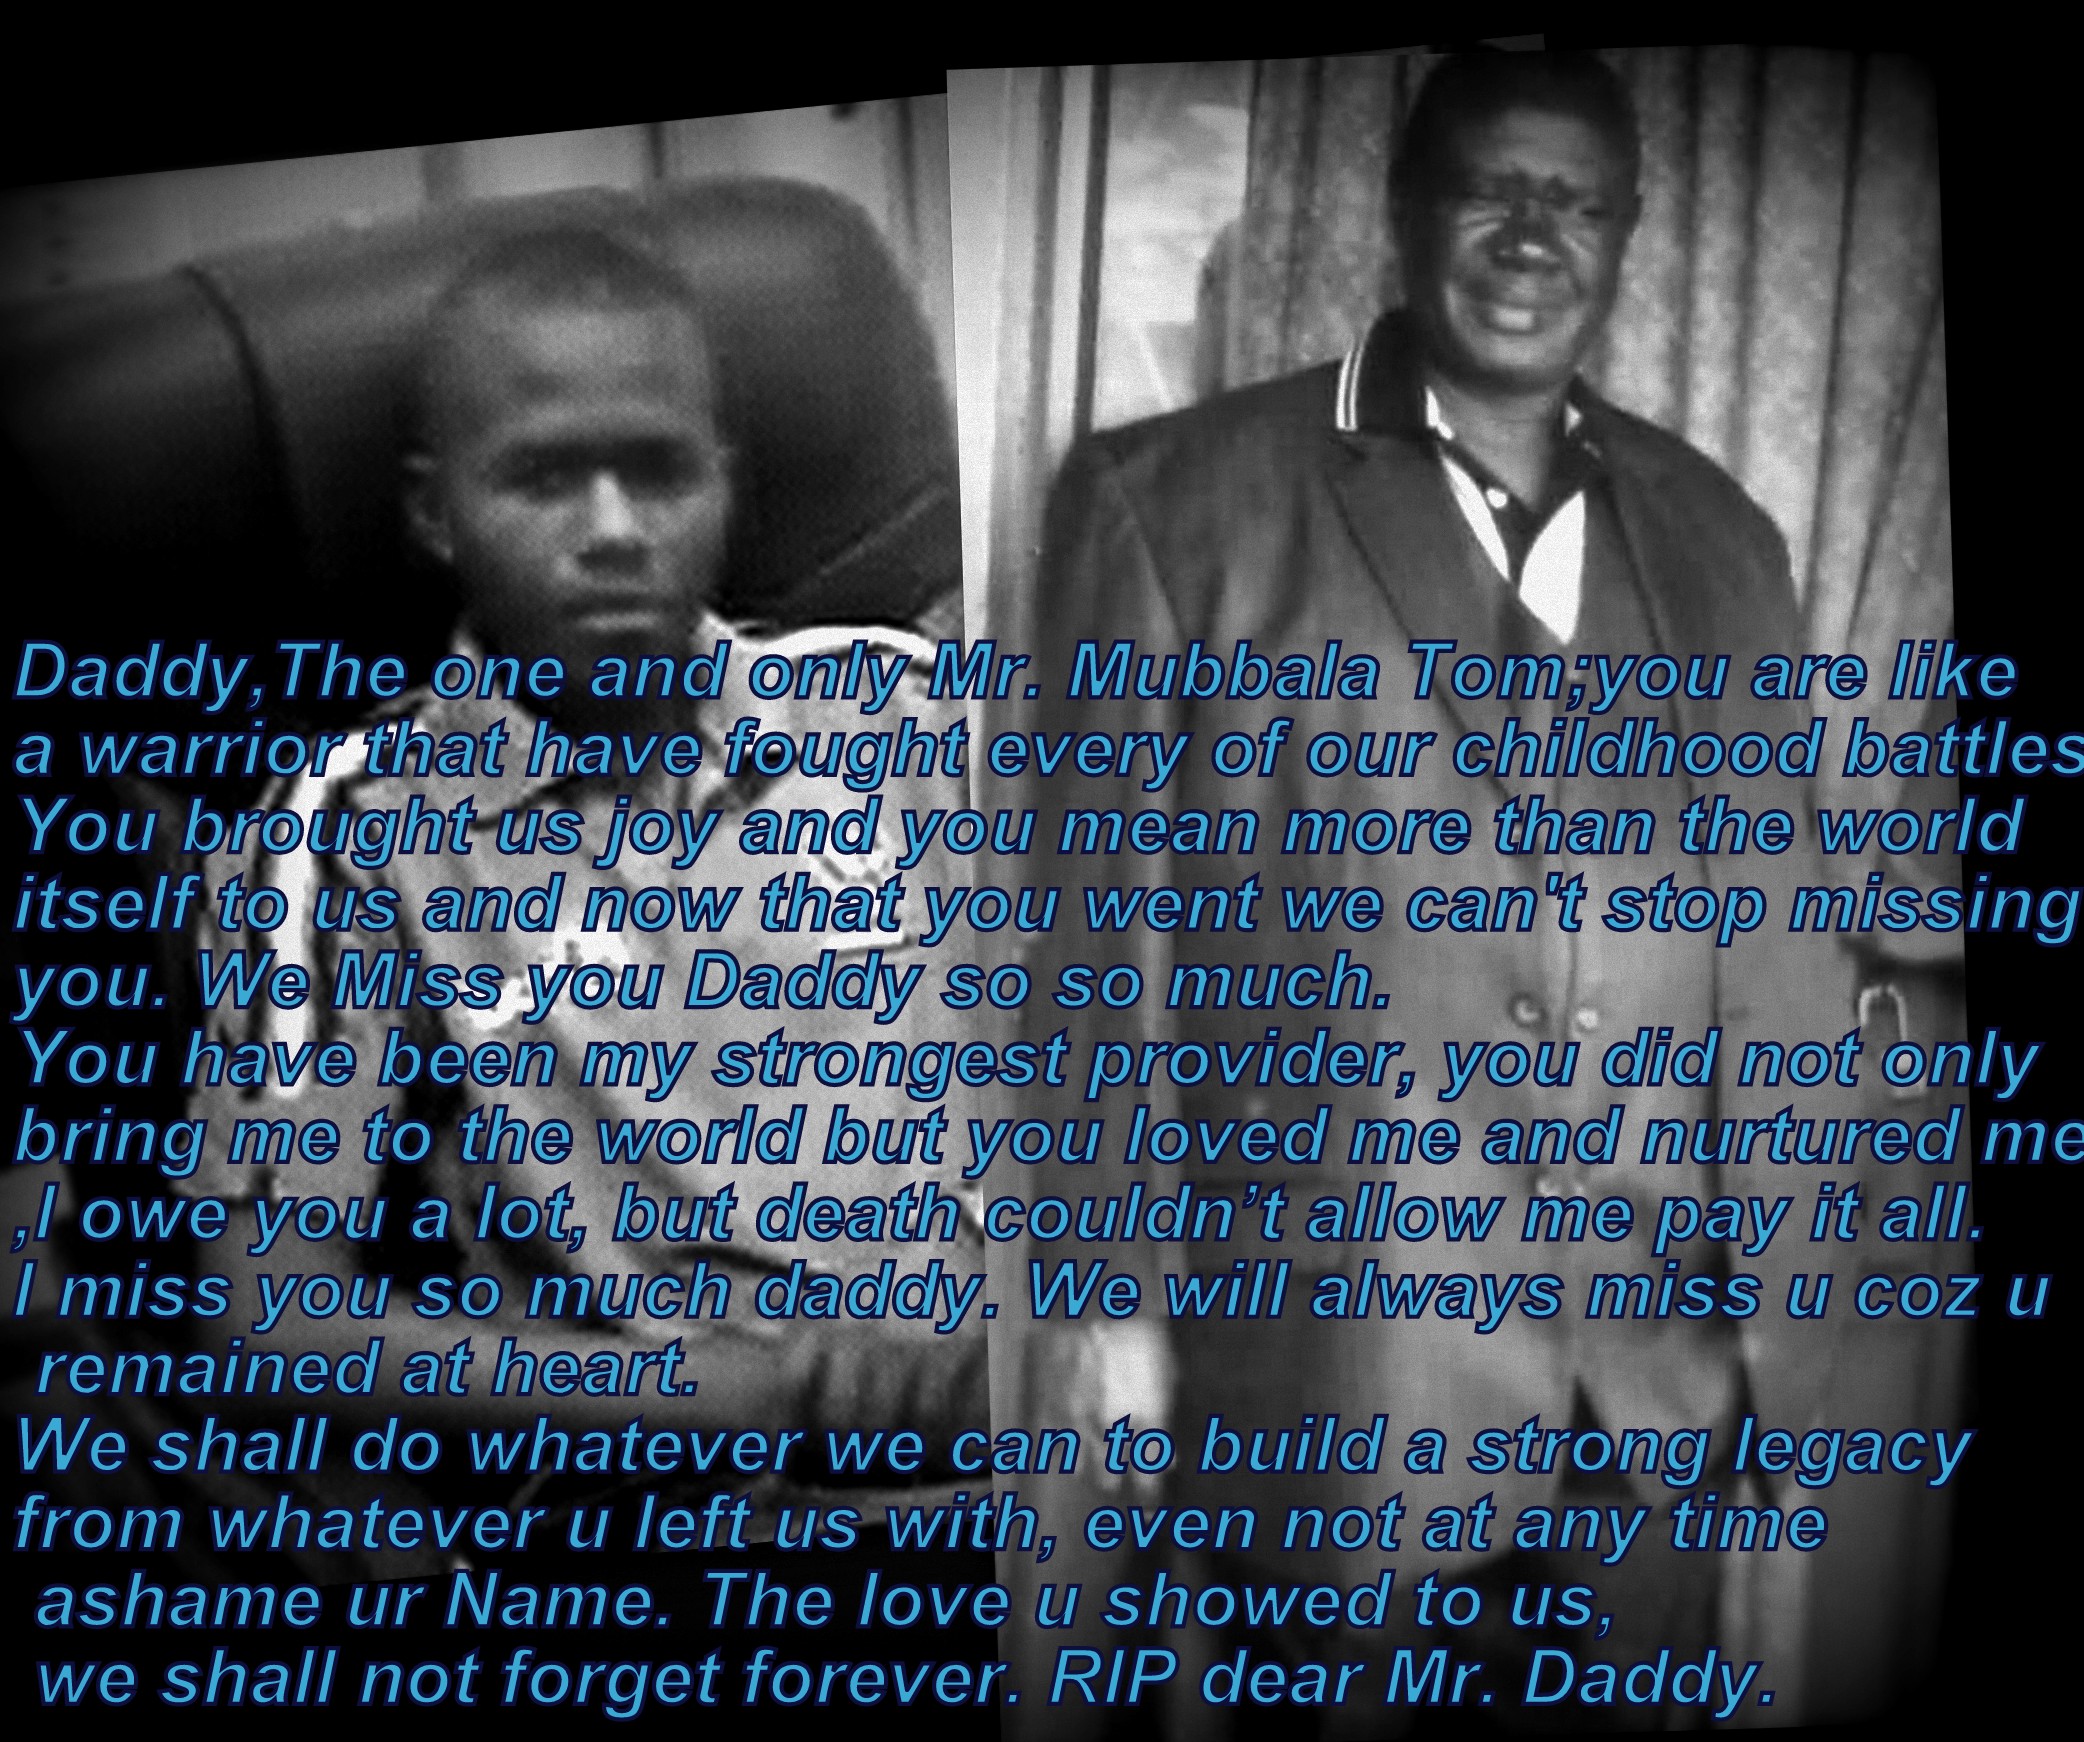 Daddy,The one and only Mr. Mubbala Tom;you are like
a warrior that have fought every of our childhood battles
You brought us joy and you mean more than the world
itself to us and now that you went we can't stop missing
you. We Miss you Daddy so so much.
You have been my strongest provider, you did not only
bring me to the world but you loved me and nurtured me
,I owe you a lot, but death couldn’t allow me pay it all.
I miss you so much daddy. We will always miss u coz u
remained at heart.
We shall do whatever we can to build a strong legacy
from whatever u left us with, even not at any time
ashame ur Name. The love u showed to us,
we shall not forget forever. RIP dear Mr. Daddy.